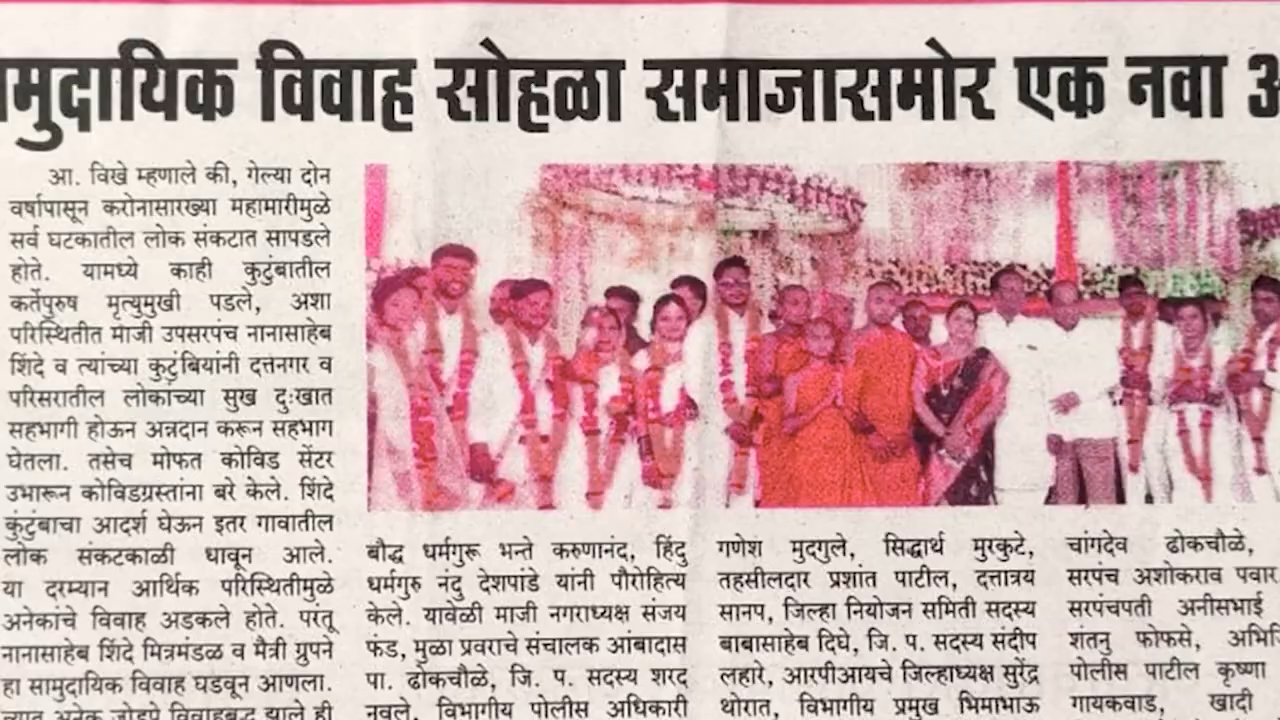 सामुदायिक विवाह सोहळा समाजासमोर एक नवा
आ. विखे म्हणाले की, गेल्या दोन
वर्षापासून करोनासारख्या महामारीमुळे
सर्व घटकातील लोक संकटात सापडले
होते. यामध्ये काही कुटुंबातील
कर्तेपुरुष मृत्युमुखी पडले, अशा
परिस्थितीत माजी उपसरपंच नानासाहेब
शिंदे व त्यांच्या कुटुंबियांनी दत्तनगर व
परिसरातील लोकांच्या सुख दुःखात
सहभागी होऊन अन्नदान करून सहभाग
घेतला. तसेच मोफत कोविड सेंटर
उभारून कोविडग्रस्तांना बरे केले. शिंदे
कुटुंबाचा आदर्श घेऊन इतर गावातील
लोक संकटकाळी धावून आले.
या दरम्यान आर्थिक परिस्थितीमुळे
अनेकांचे विवाह अडकले होते. परंतू
नानासाहेब शिंदे मित्रमंडळ व मैत्री ग्रुपने
हा सामुदायिक विवाह घडवून आणला.
त्यात अनेक जोडपे विवाहबद्ध झाले ही
बौद्ध धर्मगुरू भन्ते करुणानंद, हिंदु
धर्मगुरु नंदु देशपांडे यांनी पौरोहित्य
केले. यावेळी माजी नगराध्यक्ष संजय
फंड, मुळा प्रवराचे संचालक आंबादास
पा. ढोकचौळे, जि. प. सदस्य शरद
नवले, विभागीय पोलीस अधिकारी
गणेश मुदगुले, सिद्धार्थ मुरकुटे,
तहसीलदार प्रशांत पाटील, दत्तात्रय
सानप, जिल्हा नियोजन समिती सदस्य
बाबासाहेब दिघे, जि. प. सदस्य संदीप
लहारे, आरपीआयचे जिल्हाध्यक्ष सुरेंद्र
थोरात, विभागीय प्रमुख भिमाभाऊ
चांगदेव ढोकचौळे,
सरपंच अशोकराव पवार
सरपंचपती अनीसभाई
शंतनु फोफसे,
पोलीस पाटील कृष्णा
गायकवाड, खादी